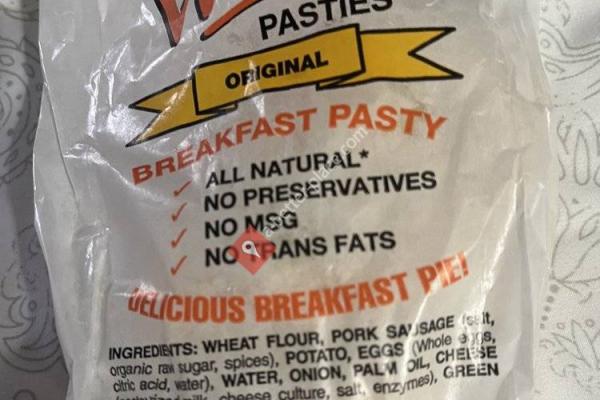 PASTIES
ORIGINAL
BREAKFAST PASTY
✓ ALL NATURAL*
✓ NO PRESERVATIVES
✓ NO MSG
✓ NO TRANS FATS
DELICIOUS BREAKFAST PIE!
INGREDIENTS: WHEAT FLOUR, PORK SAUSAGE (salt,
organic raw sugar, spices), POTATO, EGGS (Whole eggs,
citric acid, water), WATER, ONION, PALM OIL, CHEESE
milk, cheese culture, salt, enzymes), GREEN